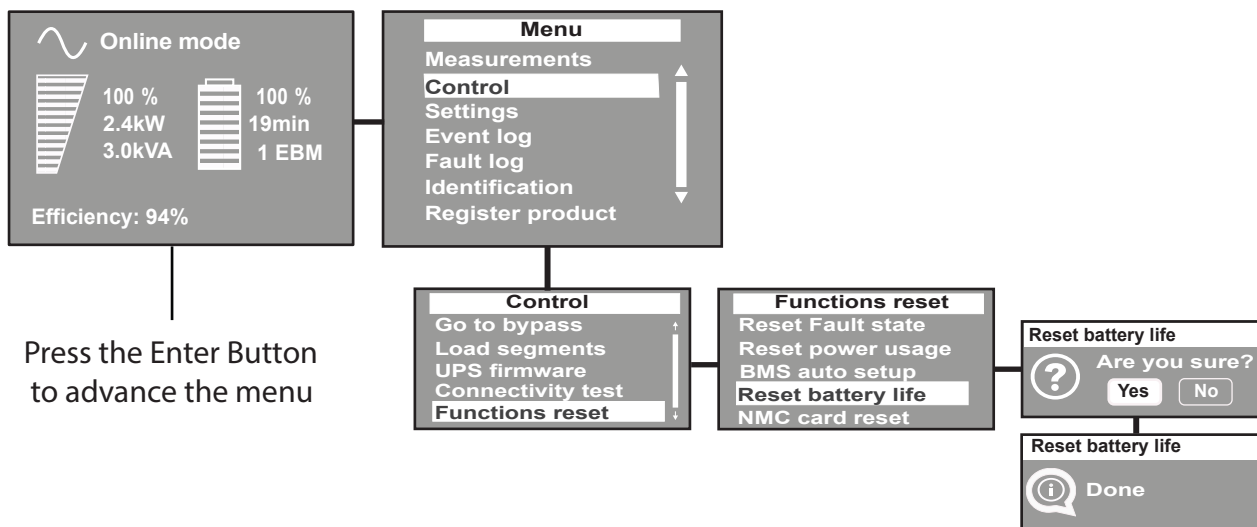 Online mode
100 %
2.4kW
3.0kVA
100 %
19min
1 EBM
Efficiency: 94%
Press the Enter Button
to advance the menu
Menu
Measurements
Control
Settings
Event log
Fault log
Identification
Register product
Control
Go to bypass
Load segments
UPS firmware
Connectivity test
Functions reset
Functions reset
Reset Fault state
Reset power usage
BMS auto setup
Reset battery life
NMC card reset
Reset battery life
?
Are you sure?
Yes No
Reset battery life
i
Done